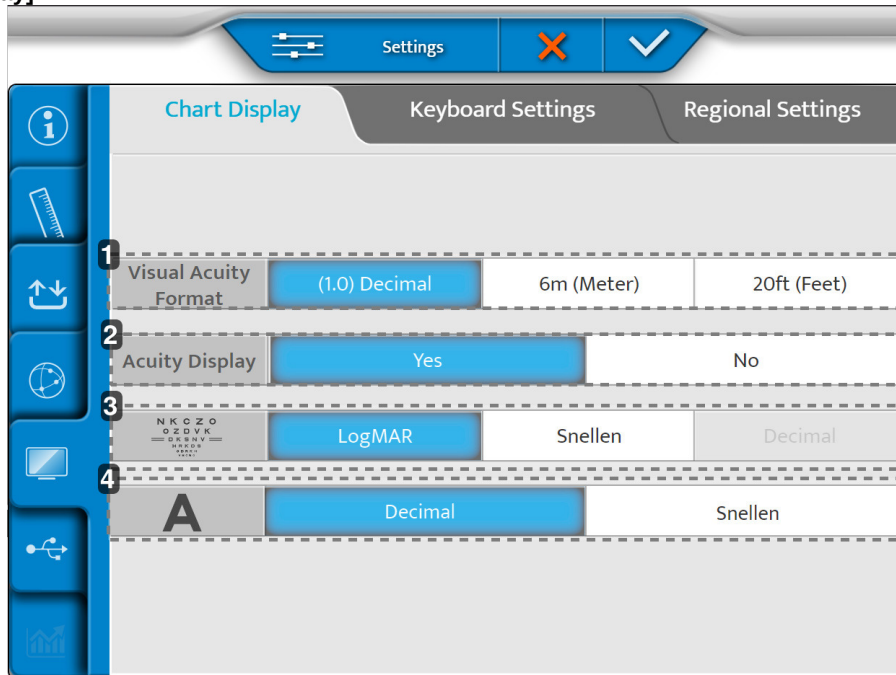 ay]
Settings
Chart Display
Keyboard Settings
Regional Settings
1
Visual Acuity
Format
(1.0) Decimal
6m (Meter)
20ft (Feet)
2
Acuity Display
Yes
No
3
N K C Z O
O Z D V K
D K S N V
LogMAR
Snellen
Decimal
4
A
Decimal
Snellen